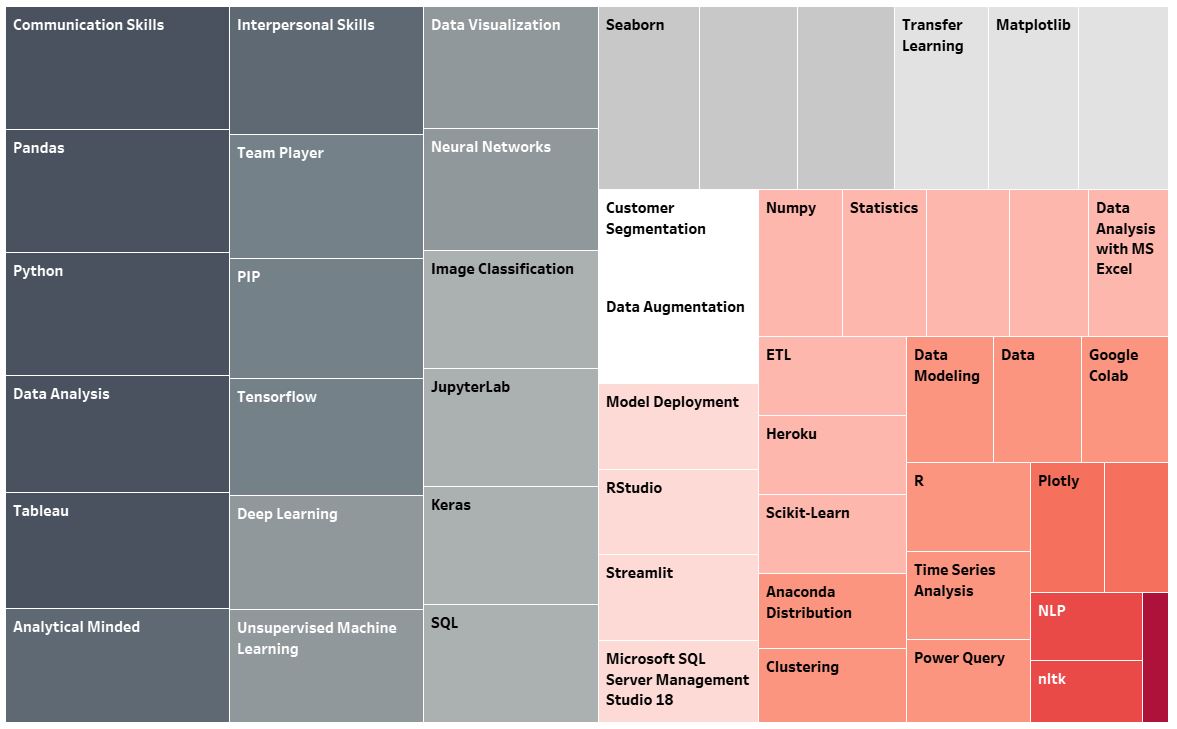 Communication Skills
Pandas
Python
Data Analysis
Tableau
Analytical Minded
Interpersonal Skills
Team Player
PIP
Tensorflow
Deep Learning
Unsupervised Machine
Learning
Data Visualization
Neural Networks
Image Classification
JupyterLab
Keras
SQL
Seaborn
Transfer
Learning
Matplotlib
Customer
Segmentation
Data Augmentation
Model Deployment
RStudio
Streamlit
Microsoft SQL
Server Management
Studio 18
Numpy
Statistics
Data
Analysis
with MS
Excel
ETL
Heroku
Scikit-Learn
Anaconda
Distribution
Clustering
Data
Modeling
Data
Google
Colab
R
Time Series
Analysis
Power Query
Plotly
NLP
nltk